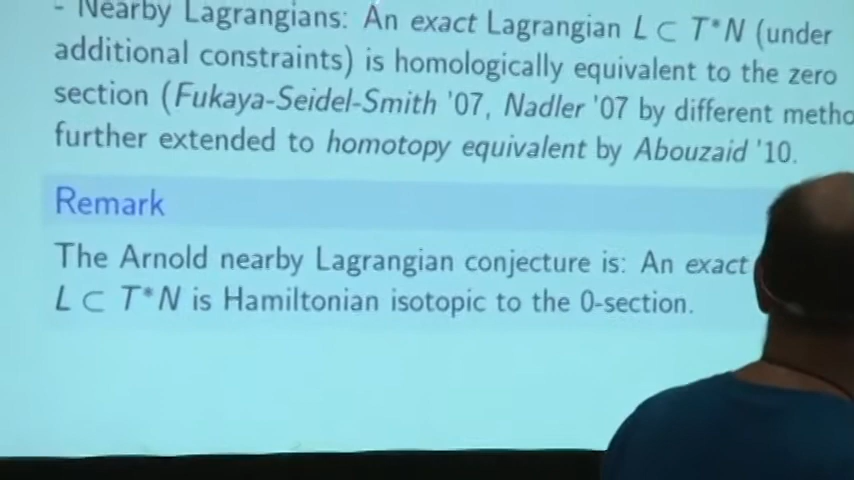 - Nearby Lagrangians: An exact Lagrangian L ⊂ T*N (under
additional constraints) is homologically equivalent to the zero
section (Fukaya-Seidel-Smith '07, Nadler '07 by different
further extended to homotopy equivalent by Abouzaid '10.
Remark
The Arnold nearby Lagrangian conjecture is: An exact
L ⊂ T*N is Hamiltonian isotopic to the 0-section.